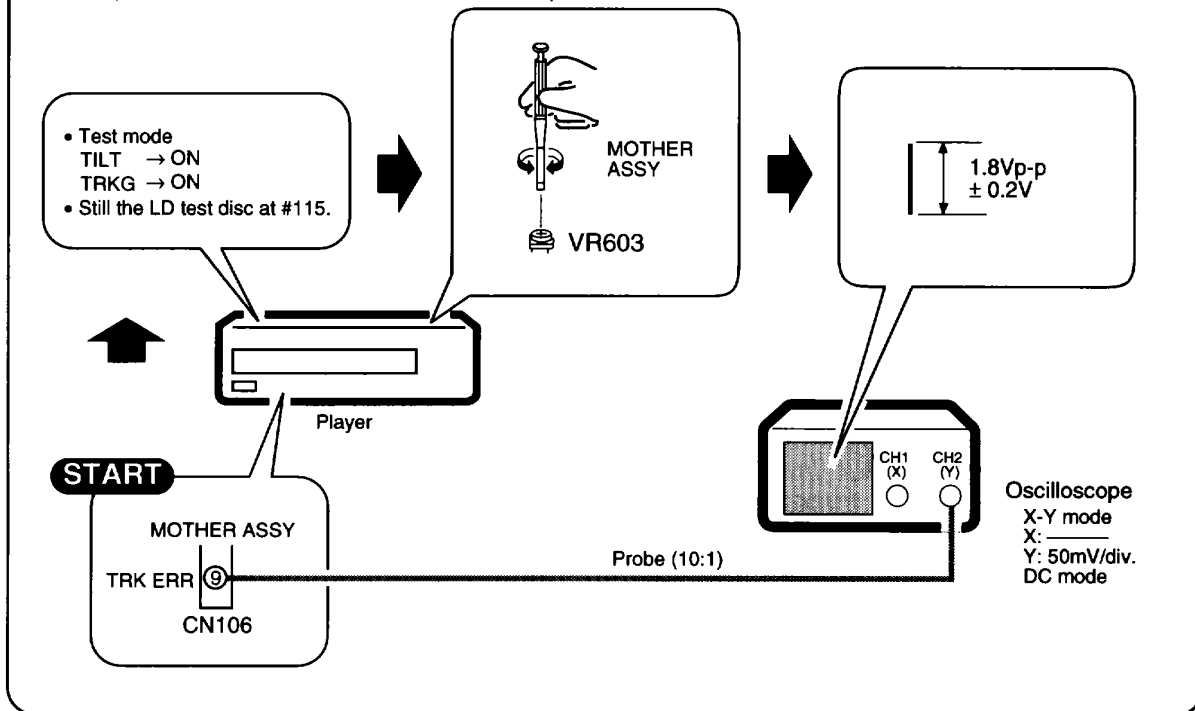 • Test mode
TILT → ON
TRKG → ON
• Still the LD test disc at #115.
MOTHER
ASSY
VR603
1.8Vp-p
± 0.2V
Player
START
MOTHER ASSY
TRK ERR ⑨
CN106
Probe (10:1)
CH1
(X)
CH2
(Y)
Oscilloscope
X-Y mode
X: ———
Y: 50mV/div.
DC mode